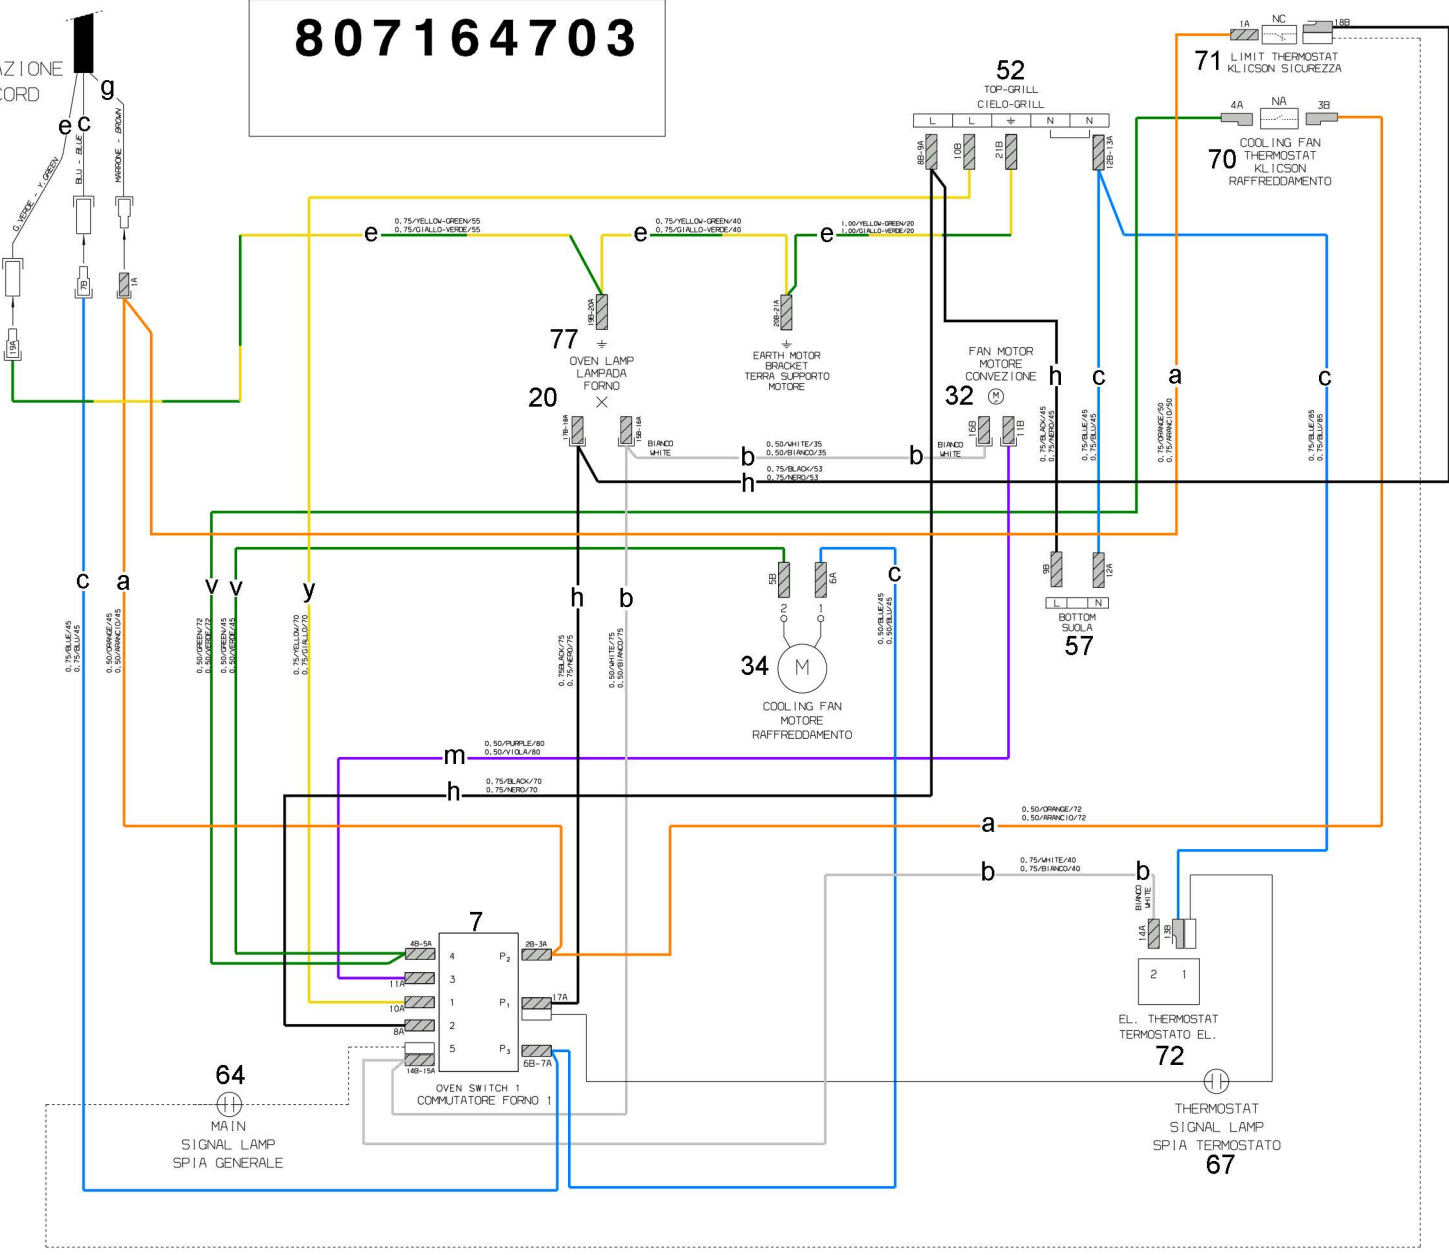 807164703
AZIONE
CORD
g
e c
G.VERDE - Y.GREEN
BLU - BLUE
MARRONE - BROWN
7B
1A
19A
1A
NC
18B
71
LIMIT THERMOSTAT
KLICSON SICUREZZA
52
TOP-GRILL
CIELO-GRILL
L
L
N
N
8B-9A
10B
21B
12B-13A
4A
NA
3B
70
COOLING FAN
THERMOSTAT
KLICSON
RAFFREDDAMENTO
e
0.75/YELLOW-GREEN/55
0.75/GIALLO-VERDE/55
e
0.75/YELLOW-GREEN/40
0.75/GIALLO-VERDE/40
e
1.00/YELLOW-GREEN/20
1.00/GIALLO-VERDE/20
19B-20A
20B-21A
77
OVEN LAMP
LAMPADA
FORNO
20
EARTH MOTOR
BRACKET
TERRA SUPPORTO
MOTORE
FAN MOTOR
MOTORE
CONVEZIONE
32
M
17B-18A
15B-16A
16B
11B
BIANCO
WHITE
b
0.50/WHITE/35
0.50/BIANCO/35
b
BIANCO
WHITE
h
0.75/BLACK/53
0.75/NERO/53
h
0.75/BLACK/45
0.75/NERO/45
c
0.75/BLUE/45
0.75/BLU/45
a
0.75/ORANGE/50
0.75/ARANCIO/50
c
0.75/BLUE/85
0.75/BLU/85
c
0.75/BLUE/45
0.75/BLU/45
a
0.50/ORANGE/45
0.50/ARANCIO/45
v
0.50/GREEN/72
0.50/VERDE/72
v
0.50/GREEN/45
0.50/VERDE/45
y
0.75/YELLOW/70
0.75/GIALLO/70
h
0.75BLACK/75
0.75/NERO/75
b
0.50/WHITE/75
0.50/BIANCO/75
5B
6A
2
1
34
M
COOLING FAN
MOTORE
RAFFREDDAMENTO
c
0.50/BLUE/45
0.50/BLU/45
9B
12A
L
N
BOTTOM
SUOLA
57
m
0.50/PURPLE/80
0.50/VIOLA/80
h
0.75/BLACK/70
0.75/NERO/70
a
0.50/ORANGE/72
0.50/ARANCIO/72
b
0.75/WHITE/40
0.75/BIANCO/40
b
BIANCO
WHITE
14A
13B
2 1
EL. THERMOSTAT
TERMOSTATO EL.
72
7
4B-5A
4
P2
2B-3A
11A
3
10A
1
P1
17A
8A
2
5
P3
14B-15A
6B-7A
OVEN SWITCH 1
COMMUTATORE FORNO 1
64
MAIN
SIGNAL LAMP
SPIA GENERALE
THERMOSTAT
SIGNAL LAMP
SPIA TERMOSTATO
67